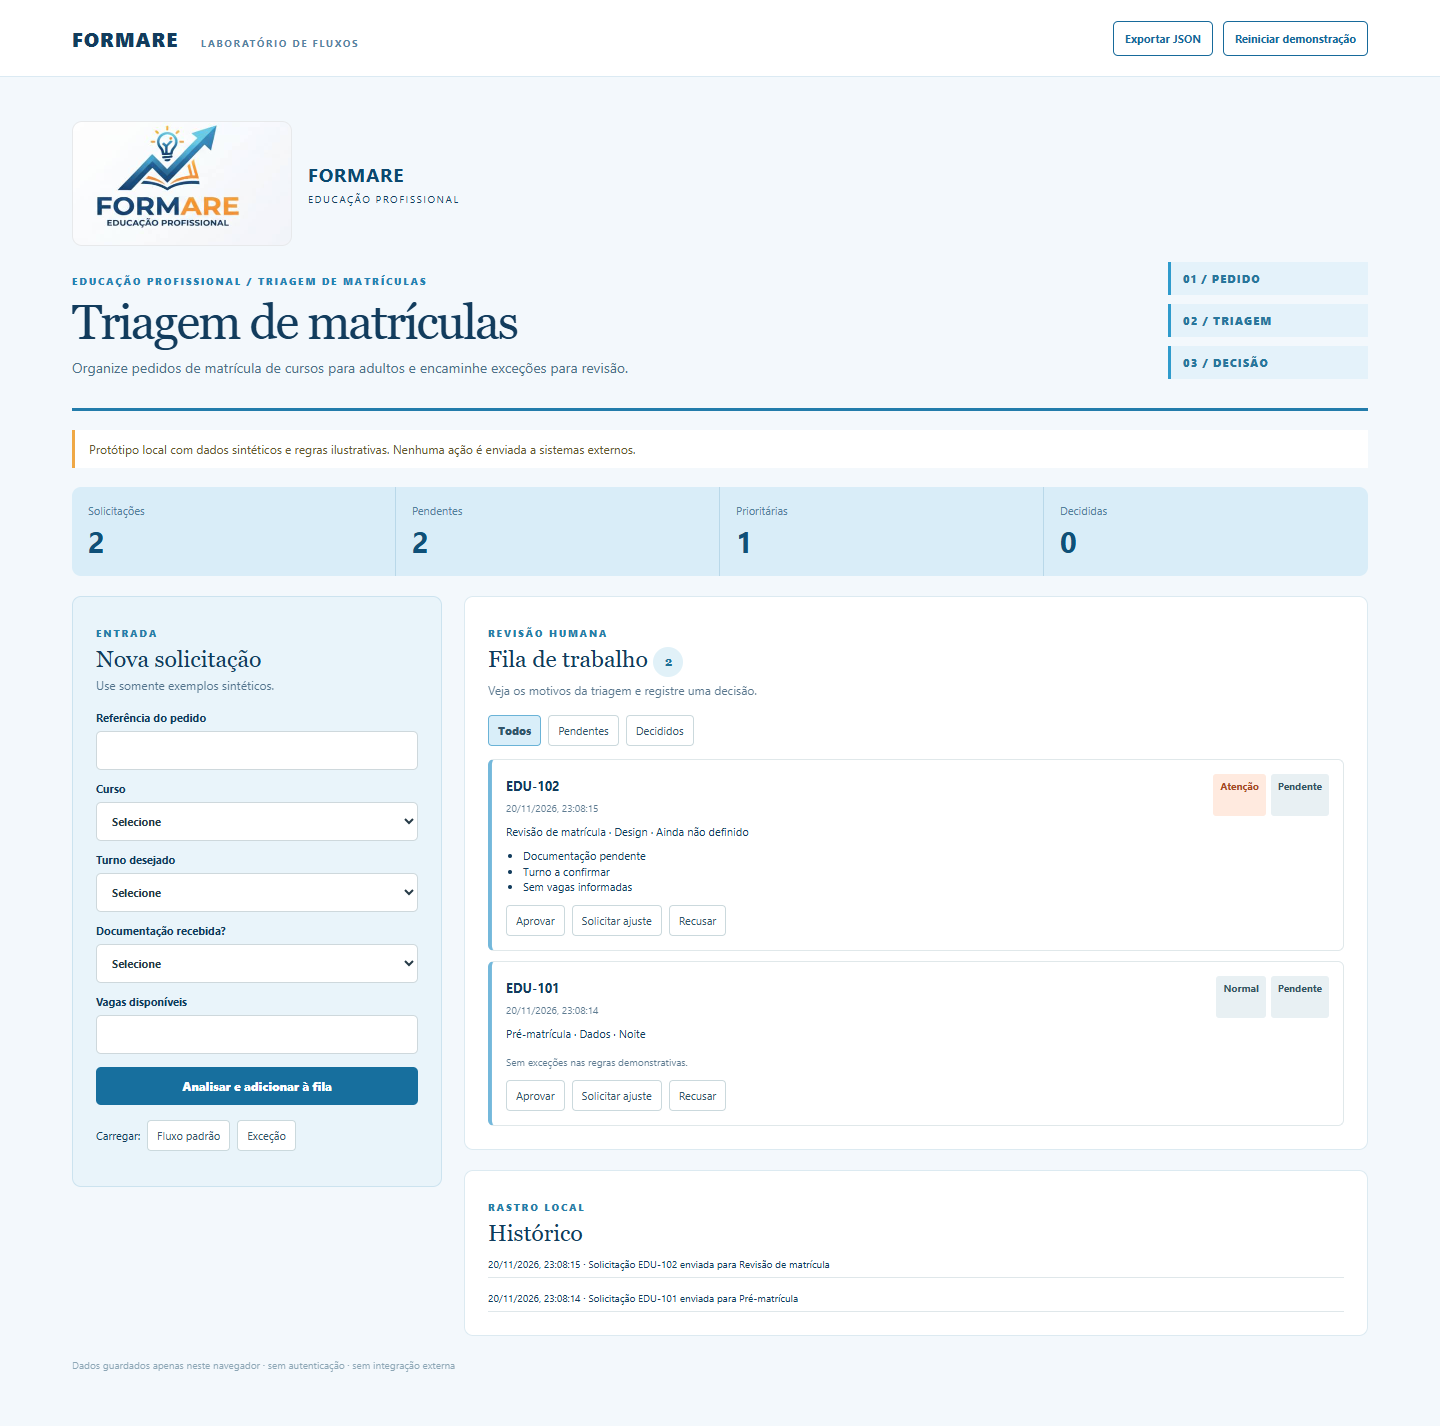 FORMARE LABORATÓRIO DE FLUXOS
Exportar JSON Reiniciar demonstração
FORMARE
EDUCAÇÃO PROFISSIONAL
FORMARE
EDUCAÇÃO PROFISSIONAL
EDUCAÇÃO PROFISSIONAL / TRIAGEM DE MATRÍCULAS
Triagem de matrículas
Organize pedidos de matrícula de cursos para adultos e encaminhe exceções para revisão.
01 / PEDIDO
02 / TRIAGEM
03 / DECISÃO
Protótipo local com dados sintéticos e regras ilustrativas. Nenhuma ação é enviada a sistemas externos.
Solicitações
2
Pendentes
2
Prioritárias
1
Decididas
0
ENTRADA
Nova solicitação
Use somente exemplos sintéticos.
Referência do pedido
Curso
Selecione
Turno desejado
Selecione
Documentação recebida?
Selecione
Vagas disponíveis
Analisar e adicionar à fila
Carregar: Fluxo padrão Exceção
REVISÃO HUMANA
Fila de trabalho 2
Veja os motivos da triagem e registre uma decisão.
Todos Pendentes Decididos
EDU-102
Atenção Pendente
20/11/2026, 23:08:15
Revisão de matrícula · Design · Ainda não definido
• Documentação pendente
• Turno a confirmar
• Sem vagas informadas
Aprovar Solicitar ajuste Recusar
EDU-101
Normal Pendente
20/11/2026, 23:08:14
Pré-matrícula · Dados · Noite
Sem exceções nas regras demonstrativas.
Aprovar Solicitar ajuste Recusar
RASTRO LOCAL
Histórico
20/11/2026, 23:08:15 · Solicitação EDU-102 enviada para Revisão de matrícula
20/11/2026, 23:08:14 · Solicitação EDU-101 enviada para Pré-matrícula
Dados guardados apenas neste navegador · sem autenticação · sem integração externa